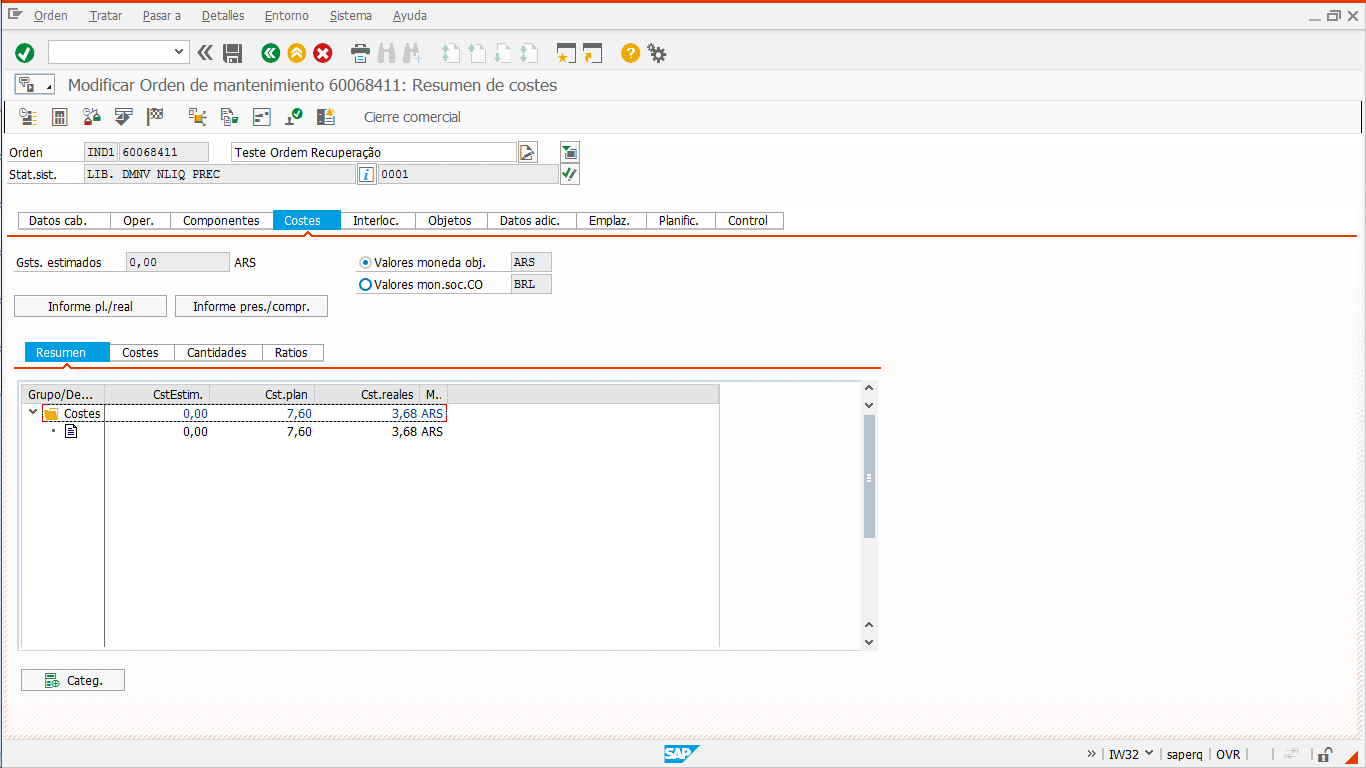 Orden Tratar Pasar a Detalles Entorno Sistema Ayuda
Modificar Orden de mantenimiento 60068411: Resumen de costes
Cierre comercial
Orden IND1 60068411 Teste Ordem Recuperação
Stat.sist. LIB. DMNV NLIQ PREC 0001
Datos cab. Oper. Componentes Costes Interloc. Objetos Datos adic. Emplaz. Planific. Control
Gsts. estimados 0,00 ARS Valores moneda obj. ARS
Valores mon.soc.CO BRL
Informe pl./real Informe pres./compr.
Resumen Costes Cantidades Ratios
Grupo/De... CstEstim. Cst.plan Cst.reales M..
Costes 0,00 7,60 3,68 ARS
0,00 7,60 3,68 ARS
Categ.
SAP IW32 saperq OVR